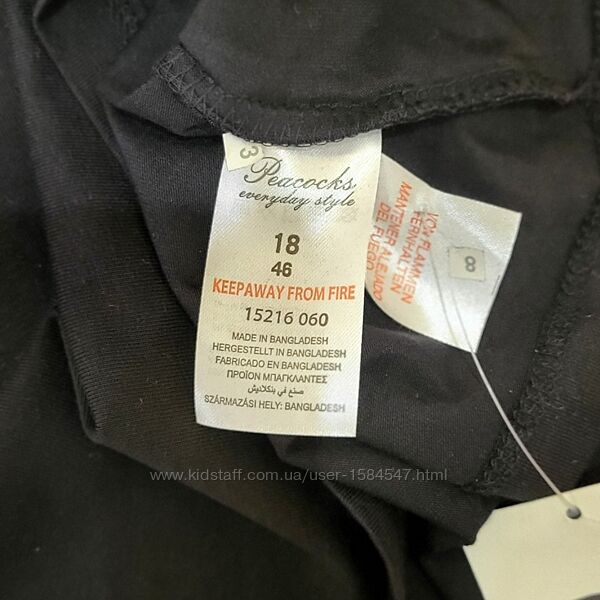 3
Peacocks
everyday style
18
46
KEEPAWAY FROM FIRE
15216 060
MADE IN BANGLADESH
HERGESTELLT IN BANGLADESH
FABRICADO EN BANGLADESH
ΠΡΟΪΟΝ ΜΠΑΓΚΛΑΝΤΕΣ
صنع في بنكلاديش
SZÁRMAZÁSI HELY: BANGLADESH
VON FLAMMEN
FERNHALTEN
MANTENER ALEJADO
DEL FUEGO
8
www.kidstaff.com.ua/user-1584547.html